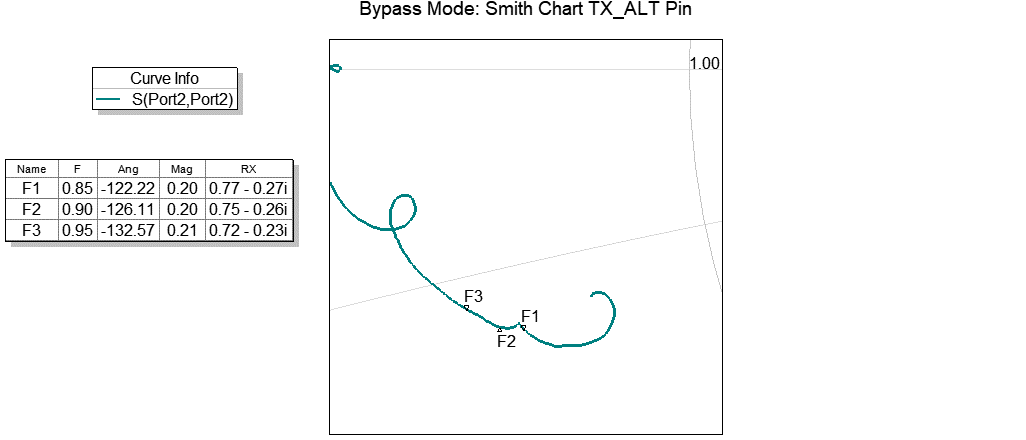 Bypass Mode: Smith Chart TX_ALT Pin
1.00
Curve Info
S(Port2,Port2)
Name F Ang Mag RX
F1 0.85 -122.22 0.20 0.77 - 0.27i
F2 0.90 -126.11 0.20 0.75 - 0.26i
F3 0.95 -132.57 0.21 0.72 - 0.23i
F3
F1
F2